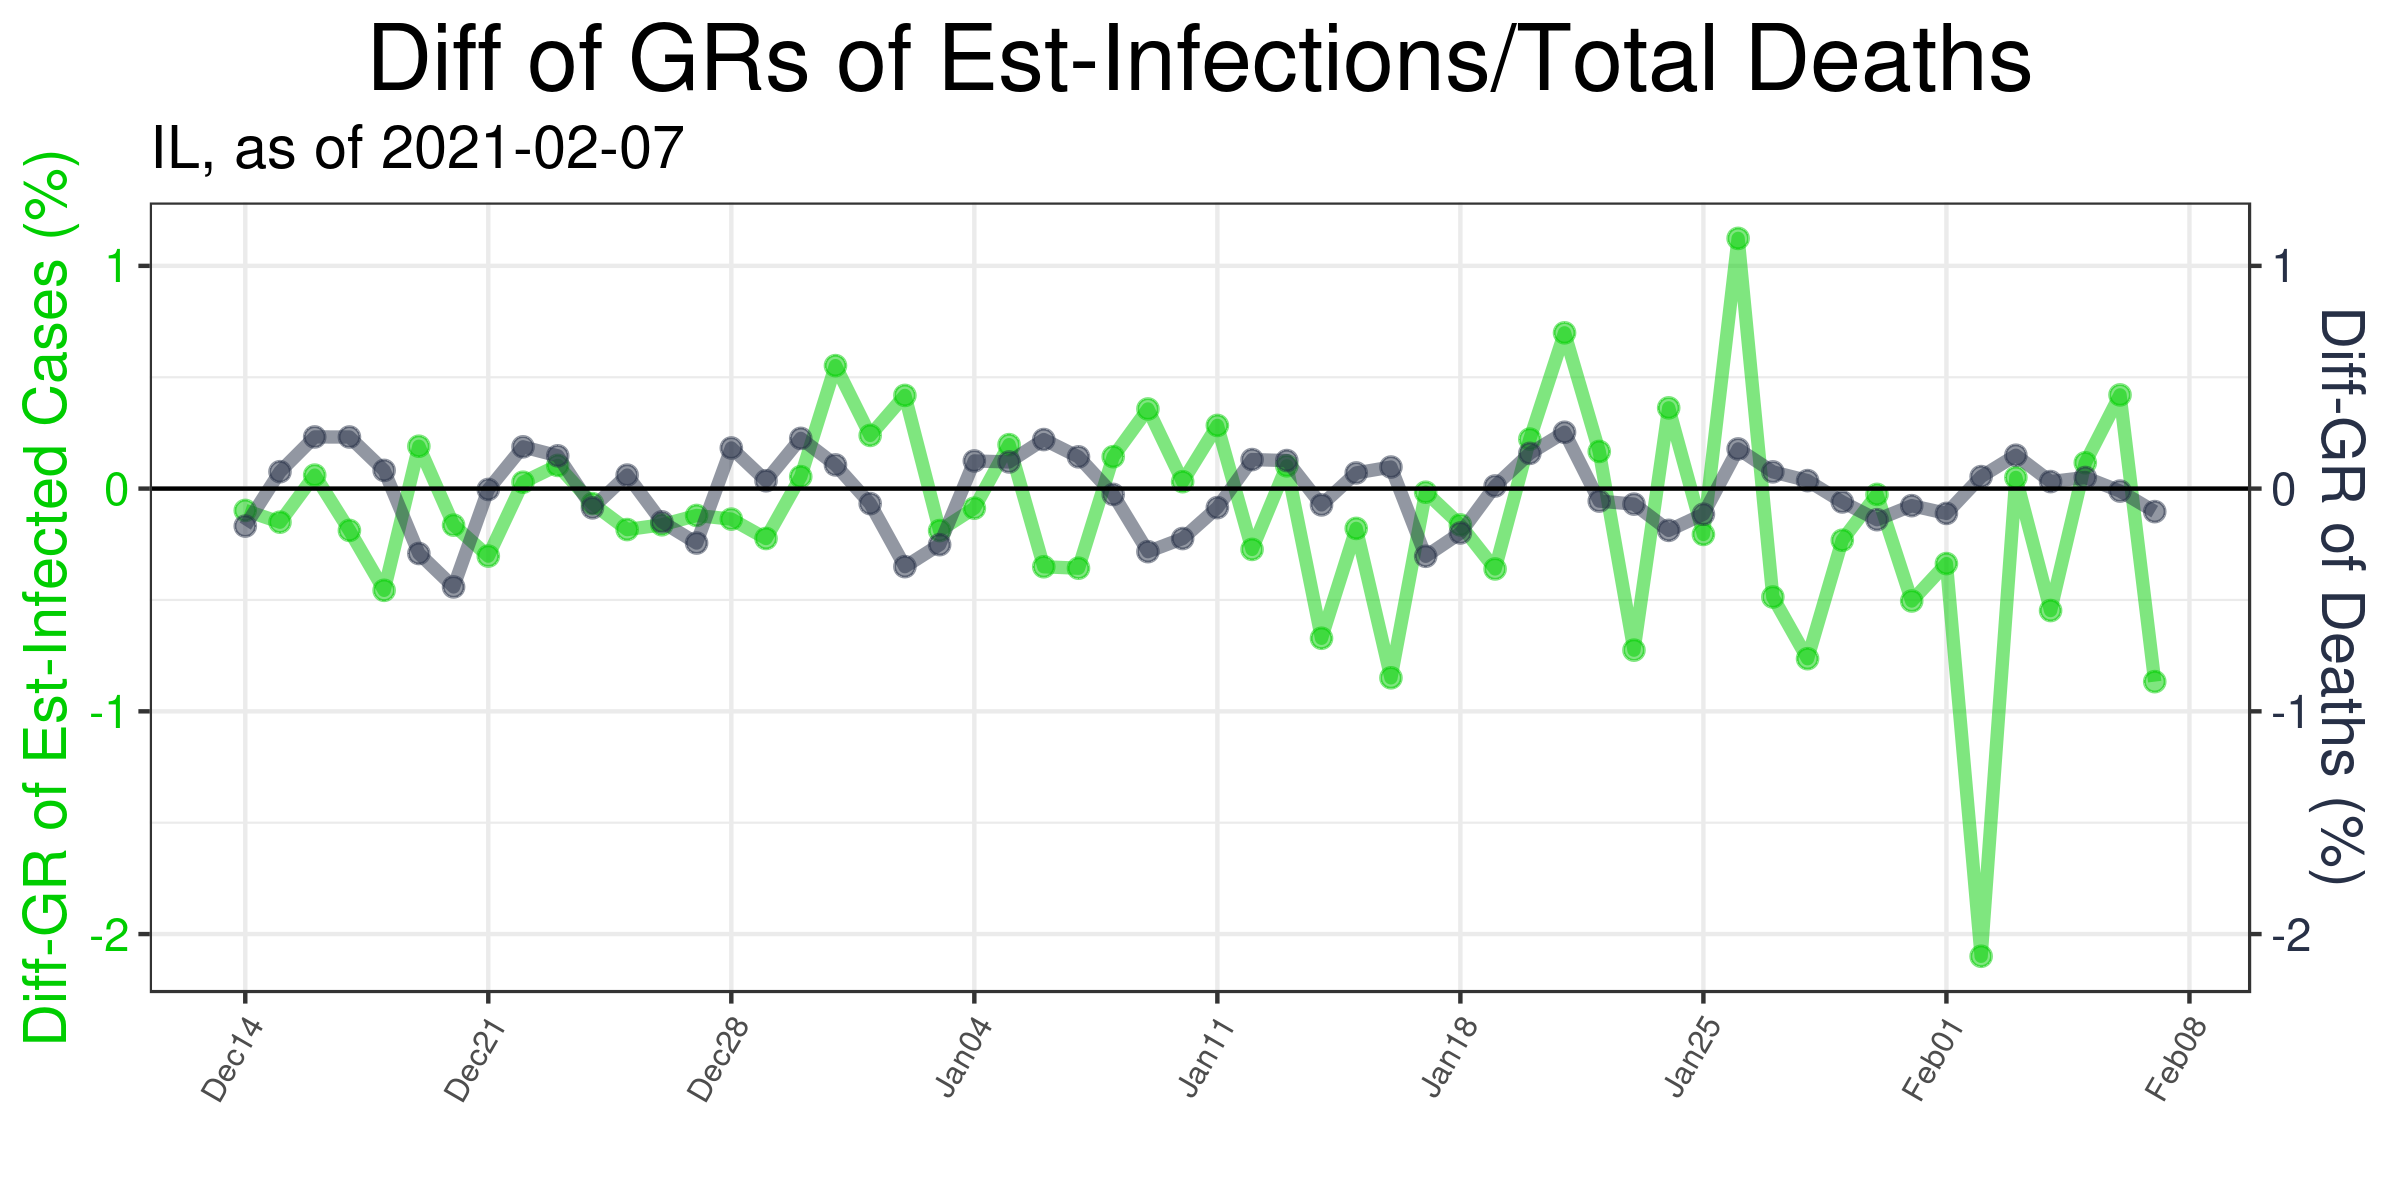 Diff of GRs of Est-Infections/Total Deaths
IL, as of 2021-02-07
Diff-GR of Est-Infected Cases (%)
1
0
-1
-2
1
0
-1
-2
Diff-GR of Deaths (%)
Dec14
Dec21
Dec28
Jan04
Jan11
Jan18
Jan25
Feb01
Feb08